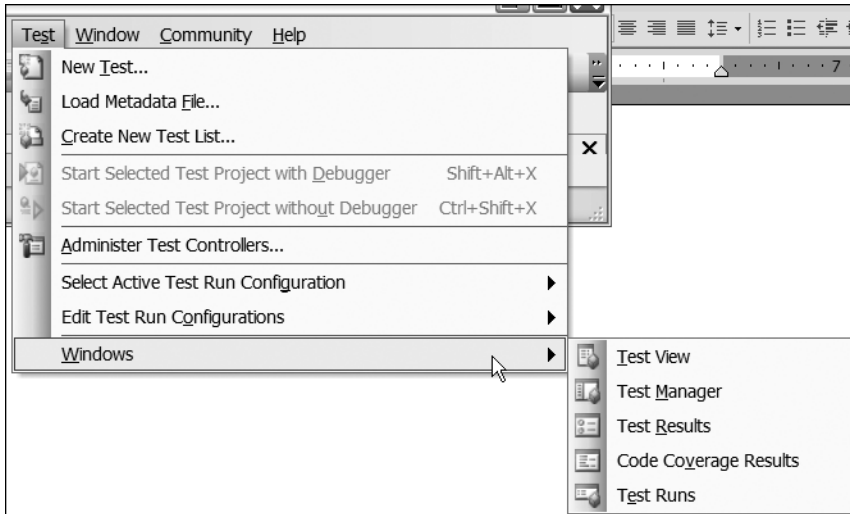 Test Window Community Help
New Test...
Load Metadata File...
Create New Test List...
Start Selected Test Project with Debugger Shift+Alt+X
Start Selected Test Project without Debugger Ctrl+Shift+X
Administer Test Controllers...
Select Active Test Run Configuration
Edit Test Run Configurations
Windows
Test View
Test Manager
Test Results
Code Coverage Results
Test Runs
7